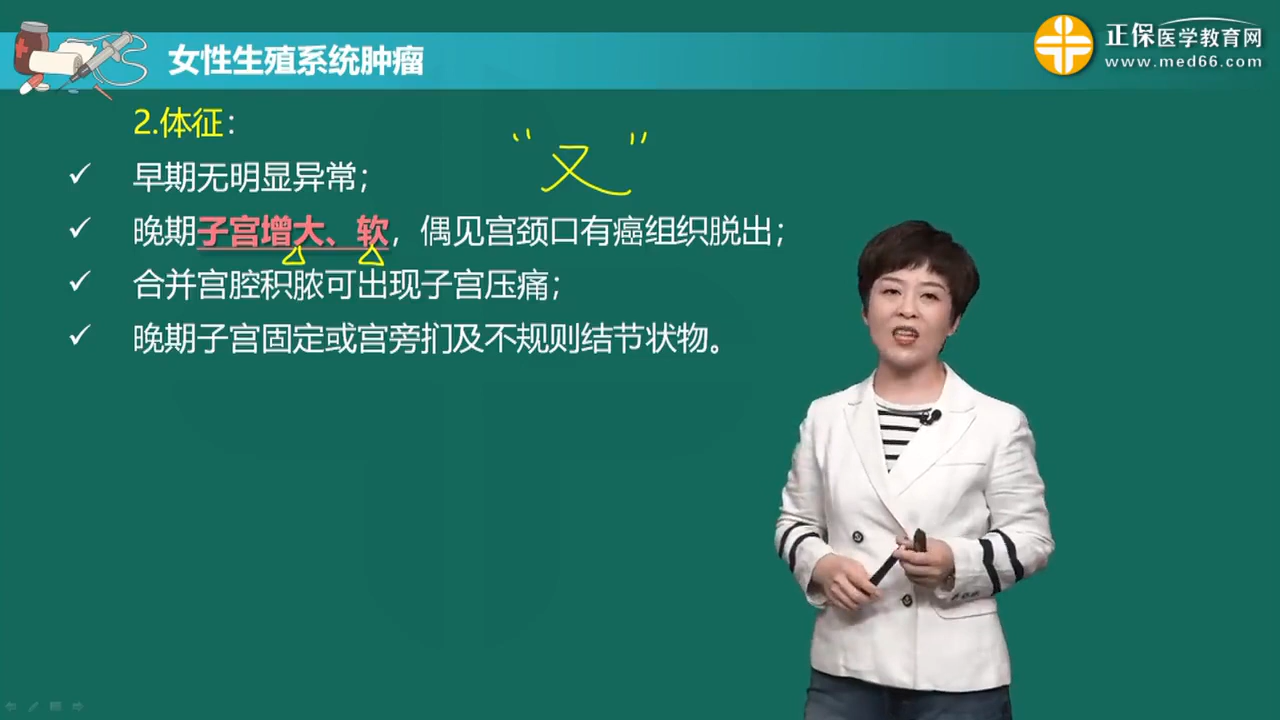 女性生殖系统肿瘤
正保医学教育网
www.med66.com
2.体征：
“又”
早期无明显异常；
晚期子宫增大、软，偶见宫颈口有癌组织脱出；
合并宫腔积脓可出现子宫压痛；
晚期子宫固定或宫旁扪及不规则结节状物。